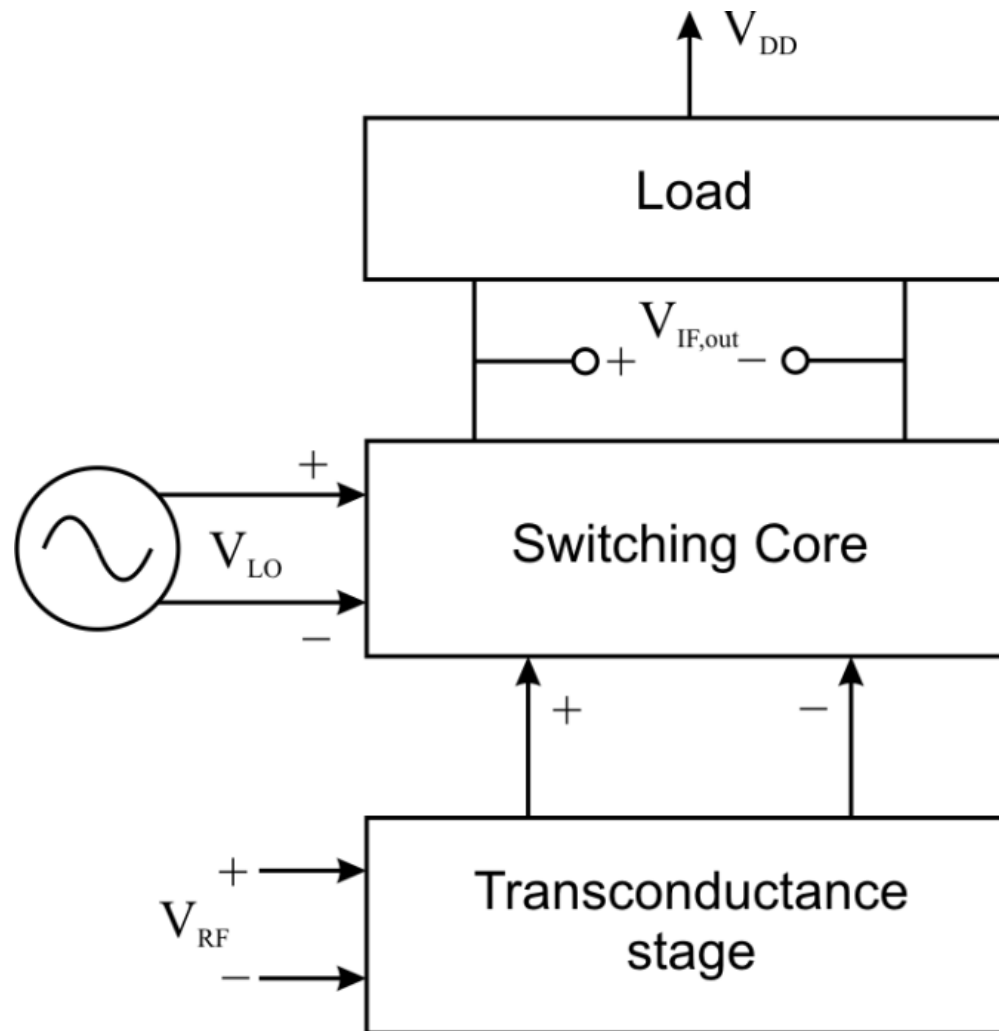 V_DD
Load
V_IF,out
+ −
+
Switching Core
V_LO
−
+ −
+
Transconductance
stage
V_RF
−